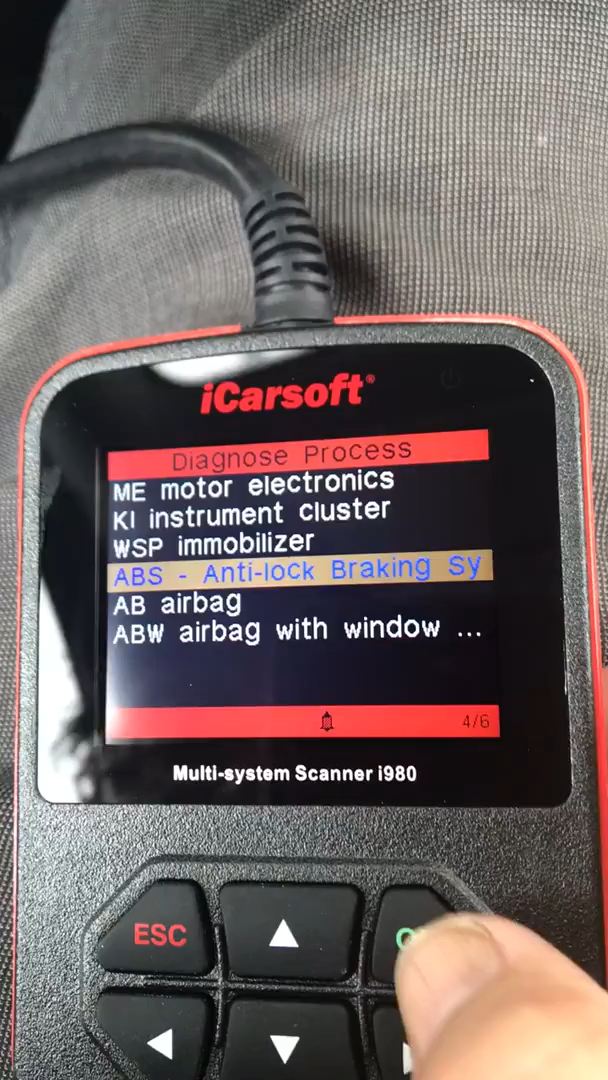 iCarsoft®
Diagnose Process
ME motor electronics
KI instrument cluster
WSP immobilizer
ABS - Anti-lock Braking Sy
AB airbag
ABW airbag with window ...
4/6
Multi-system Scanner i980
ESC